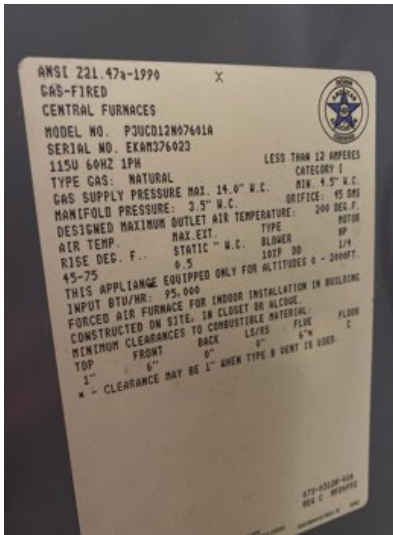 ANSI Z21.47a-1990 X
GAS-FIRED
CENTRAL FURNACES
MODEL NO. P3UCD12N07601A
SERIAL NO. EKAM376023
115V 60HZ 1PH LESS THAN 12 AMPERES
TYPE GAS: NATURAL CATEGORY I
GAS SUPPLY PRESSURE MAX. 14.0" W.C. MIN. 4.5" W.C.
MANIFOLD PRESSURE: 3.5" W.C. ORIFICE: 45 DMS
DESIGNED MAXIMUM OUTLET AIR TEMPERATURE: 200 DEG.F.
AIR TEMP. MAX.EXT. TYPE MOTOR
RISE DEG. F.. STATIC " W.C. BLOWER HP
45-75 0.5 10X9 DD 1/4
THIS APPLIANCE EQUIPPED ONLY FOR ALTITUDES 0 - 2000FT.
INPUT BTU/HR: 95,000
FORCED AIR FURNACE FOR INDOOR INSTALLATION IN BUILDING
CONSTRUCTED ON SITE, IN CLOSET OR ALCOVE.
MINIMUM CLEARANCES TO COMBUSTIBLE MATERIAL:
TOP FRONT BACK LS/RS FLUE FLOOR
1" 6" 0" 0" 6"* C
* - CLEARANCE MAY BE 1" WHEN TYPE B VENT IS USED.
REV C